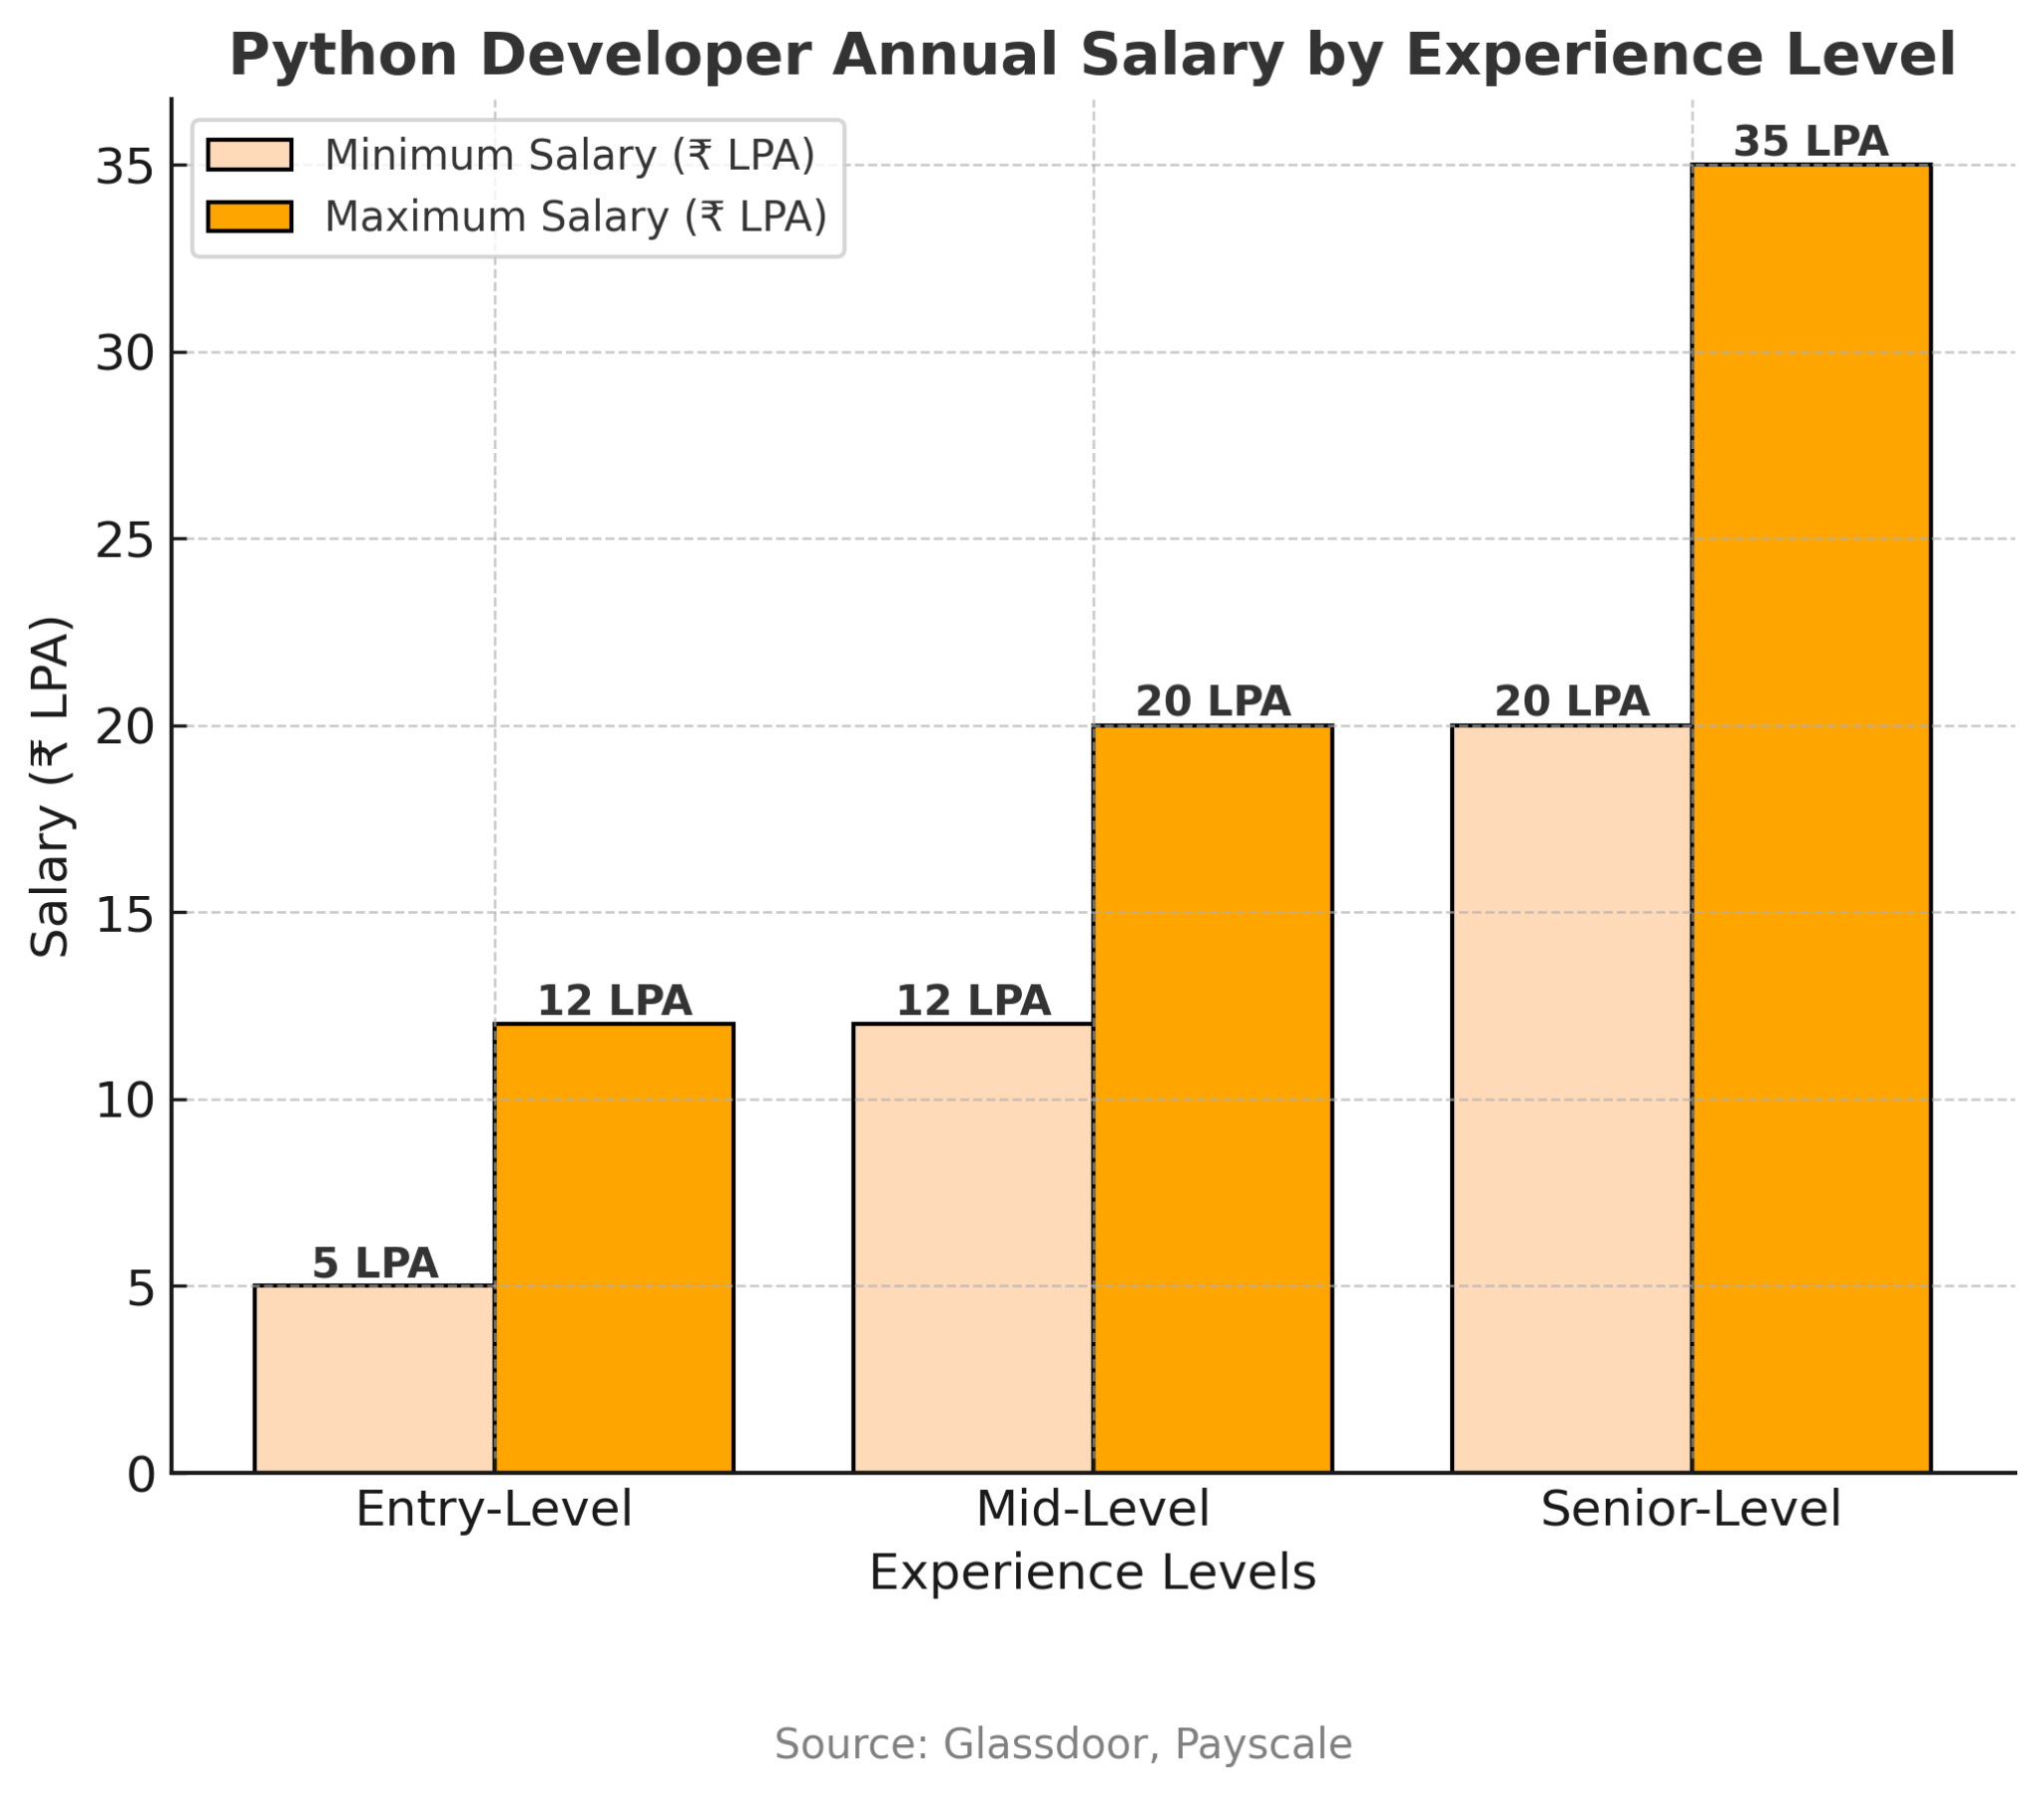 Python Developer Annual Salary by Experience Level
Minimum Salary (₹ LPA)
Maximum Salary (₹ LPA)
Salary (₹ LPA)
35
30
25
20
15
10
5
0
5 LPA
12 LPA
12 LPA
20 LPA
20 LPA
35 LPA
Entry-Level
Mid-Level
Senior-Level
Experience Levels
Source: Glassdoor, Payscale